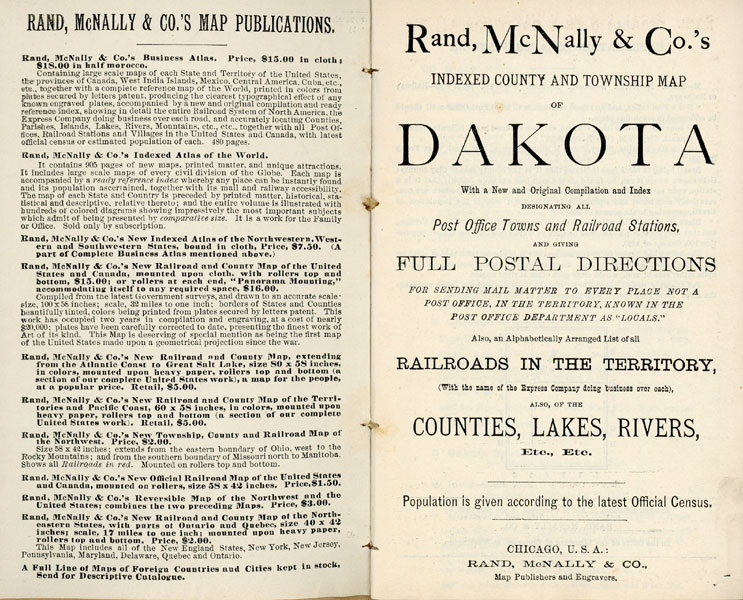 RAND, McNALLY & CO.'S MAP PUBLICATIONS.
Rand, McNally & Co.'s Business Atlas. Price, $15.00 in cloth;
$18.00 in half morocco.
Containing large scale maps of each State and Territory of the United States,
the provinces of Canada, West India Islands, Mexico, Central America, Cuba, etc.,
etc., together with a complete reference map of the World, printed in colors from
plates secured by letters patent, producing the clearest typographical effect of any
known engraved plates, accompanied by a new and original compilation and ready
reference index, showing in detail the entire Railroad System of North America, the
Express Company doing business over each road, and accurately locating Counties,
Parishes, Islands, Lakes, Rivers, Mountains, etc., etc., together with all Post Of-
fices, Railroad Stations and Villages in the United States and Canada, with latest
official census or estimated population of each. 480 pages.
Rand, McNally & Co.'s Indexed Atlas of the World.
It contains 905 pages of new maps, printed matter, and unique attractions.
It includes large scale maps of every civil division of the Globe. Each map is
accompanied by a ready reference index whereby any place can be instantly found
and its population ascertained, together with its mail and railway accessibility.
The map of each State and Country is preceded by printed matter, historical, sta-
tistical and descriptive, relative thereto; and the entire volume is illustrated with
hundreds of colored diagrams showing impressively the most important subjects
which admit of being presented by comparative size. It is a work for the Family
or Office. Sold only by subscription.
Rand, McNally & Co.'s New Indexed Atlas of the Northwestern, West-
ern and Southwestern States, bound in cloth, Price, $7.50. (A
part of Complete Business Atlas mentioned above.)
Rand, McNally & Co.'s New Railroad and County Map of the United
States and Canada, mounted upon cloth, with rollers top and
bottom, $15.00; or rollers at each end, "Panorama Mounting,"
accommodating itself to any required space, $16.00.
Compiled from the latest Government surveys, and drawn to an accurate scale;
size, 100 x 58 inches; scale, 32 miles to one inch; borders of States and Counties
beautifully tinted, colors being printed from plates secured by letters patent. This
work has occupied two years in compilation and engraving, at a cost of nearly
$20,000; plates have been carefully corrected to date, presenting the finest work of
Art of its kind. This Map is deserving of special mention as being the first map
of the United States made upon a geometrical projection since the war.
Rand, McNally & Co.'s New Railroad and County Map, extending
from the Atlantic Coast to Great Salt Lake, size 80 x 58 inches,
in colors, mounted upon heavy paper, rollers top and bottom (a
section of our complete United States work), a map for the people,
at a popular price. Retail, $5.00.
Rand, McNally & Co.'s New Railroad and County Map of the Terri-
tories and Pacific Coast, 60 x 58 inches, in colors, mounted upon
heavy paper, rollers top and bottom (a section of our complete
United States work). Retail, $5.00.
Rand, McNally & Co.'s New Township, County and Railroad Map of
the Northwest. Price, $2.00.
Size 58 x 42 inches; extends from the eastern boundary of Ohio, west to the
Rocky Mountains; and from the southern boundary of Missouri north to Manitoba.
Shows all Railroads in red. Mounted on rollers top and bottom.
Rand, McNally & Co.'s New Official Railroad Map of the United States
and Canada, mounted on rollers, size 58 x 42. Price, $1.50.
Rand, McNally & Co.'s Reversible Map of the Northwest and the
United States; combines the two preceding Maps. Price, $3.00.
Rand, McNally & Co.'s New Railroad and County Map of the North-
eastern States, with parts of Ontario and Quebec, size 40 x 42
inches; scale, 17 miles to one inch; mounted upon heavy paper,
rollers top and bottom. Price, $2.00.
This Map includes all of the New England States, New York, New Jersey,
Pennsylvania, Maryland, Delaware, Quebec and Ontario.
A Full Line of Maps of Foreign Countries and Cities kept in stock.
Send for Descriptive Catalogue.
Rand, McNally & Co.'s
INDEXED COUNTY AND TOWNSHIP MAP
OF
DAKOTA
With a New and Original Compilation and Index
DESIGNATING ALL
Post Office Towns and Railroad Stations,
AND GIVING
FULL POSTAL DIRECTIONS
FOR SENDING MAIL MATTER TO EVERY PLACE NOT A
POST OFFICE, IN THE TERRITORY, KNOWN IN THE
POST OFFICE DEPARTMENT AS "LOCALS."
Also, an Alphabetically Arranged List of all
RAILROADS IN THE TERRITORY,
(With the name of the Express Company doing business over each),
ALSO, OF THE
COUNTIES, LAKES, RIVERS,
Etc., Etc.
Population is given according to the latest Official Census.
CHICAGO, U. S. A.:
RAND, McNALLY & CO.,
Map Publishers and Engravers.